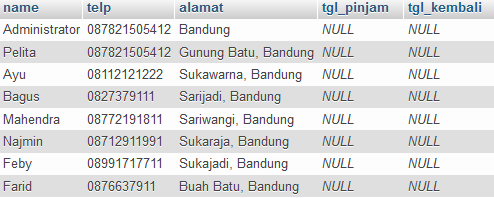 name telp alamat tgl_pinjam tgl_kembali
Administrator 087821505412 Bandung NULL NULL
Pelita 087821505412 Gunung Batu, Bandung NULL NULL
Ayu 08112121222 Sukawarna, Bandung NULL NULL
Bagus 0827379111 Sarijadi, Bandung NULL NULL
Mahendra 08772191811 Sariwangi, Bandung NULL NULL
Najmin 08712911991 Sukaraja, Bandung NULL NULL
Feby 08991717711 Sukajadi, Bandung NULL NULL
Farid 0876637911 Buah Batu, Bandung NULL NULL